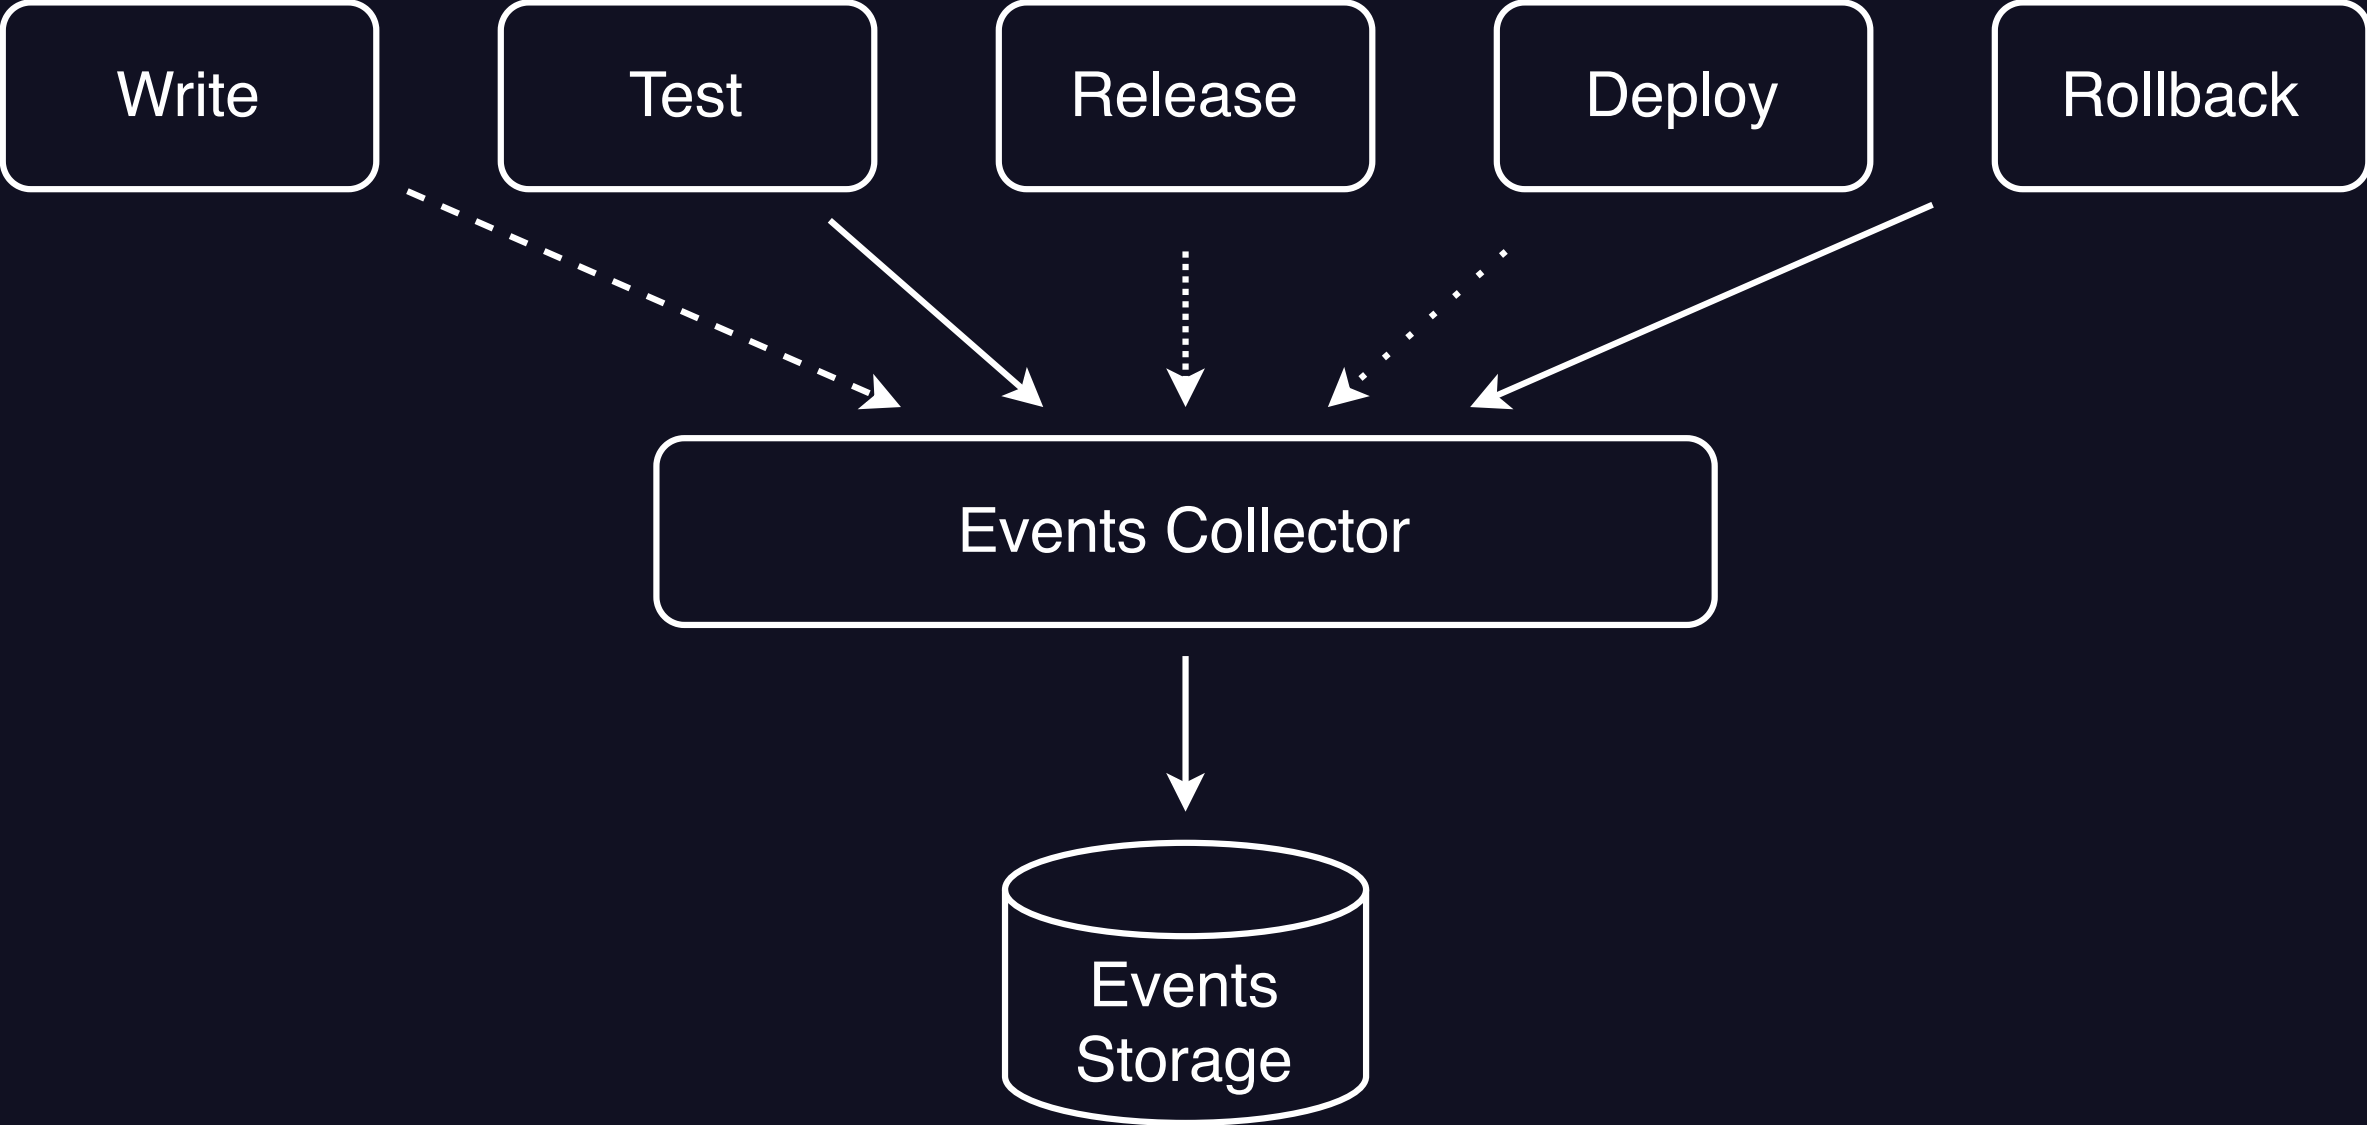 Write
Test
Release
Deploy
Rollback
Events Collector
Events
Storage